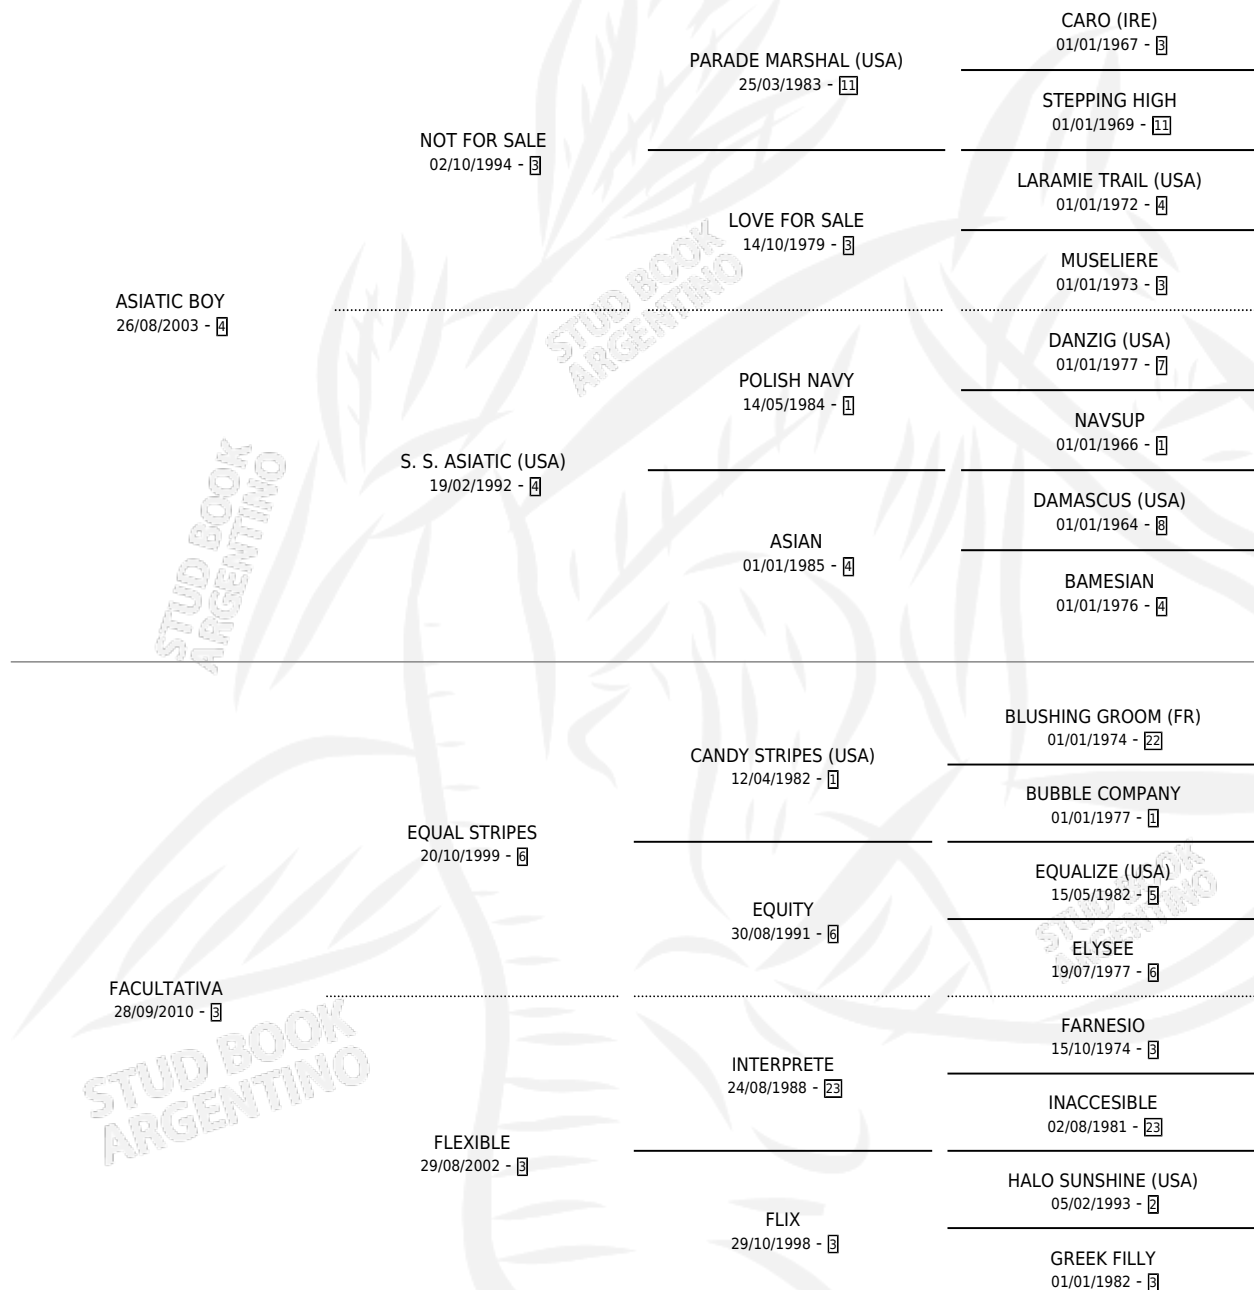 CARO (IRE)
01/01/1967 - 3
PARADE MARSHAL (USA)
25/03/1983 - 11
STEPPING HIGH
01/01/1969 - 11
NOT FOR SALE
02/10/1994 - 3
LARAMIE TRAIL (USA)
01/01/1972 - 4
LOVE FOR SALE
14/10/1979 - 3
MUSELIERE
01/01/1973 - 3
ASIATIC BOY
26/08/2003 - 4
STUD BOOK
ARGENTINO
DANZIG (USA)
01/01/1977 - 7
POLISH NAVY
14/05/1984 - 1
NAVSUP
01/01/1966 - 1
S. S. ASIATIC (USA)
19/02/1992 - 4
DAMASCUS (USA)
01/01/1964 - 8
ASIAN
01/01/1985 - 4
BAMESIAN
01/01/1976 - 4
STUD BOOK
ARGENTINO
BLUSHING GROOM (FR)
01/01/1974 - 22
CANDY STRIPES (USA)
12/04/1982 - 1
BUBBLE COMPANY
01/01/1977 - 1
EQUAL STRIPES
20/10/1999 - 6
EQUALIZE (USA)
15/05/1982 - 5
EQUITY
30/08/1991 - 6
ELYSEE
19/07/1977 - 6
STUD BOOK
ARGENTINO
FACULTATIVA
28/09/2010 - 3
FARNESIO
15/10/1974 - 3
INTERPRETE
24/08/1988 - 23
INACCESIBLE
02/08/1981 - 23
STUD BOOK
ARGENTINO
FLEXIBLE
29/08/2002 - 3
HALO SUNSHINE (USA)
05/02/1993 - 2
FLIX
29/10/1998 - 3
GREEK FILLY
01/01/1982 - 3